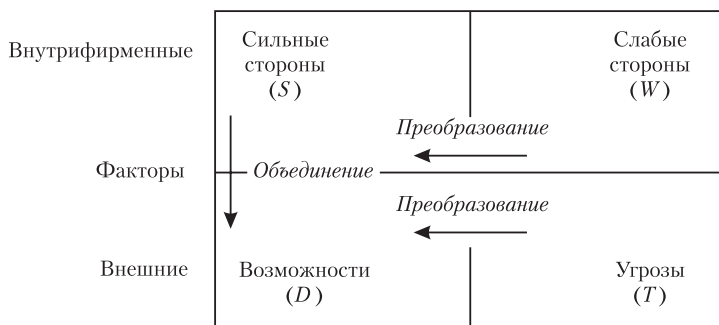 Внутрифирменные
Сильные
стороны
(S)
Слабые
стороны
(W)
Преобразование
Факторы
Объединение
Преобразование
Внешние
Возможности
(D)
Угрозы
(T)